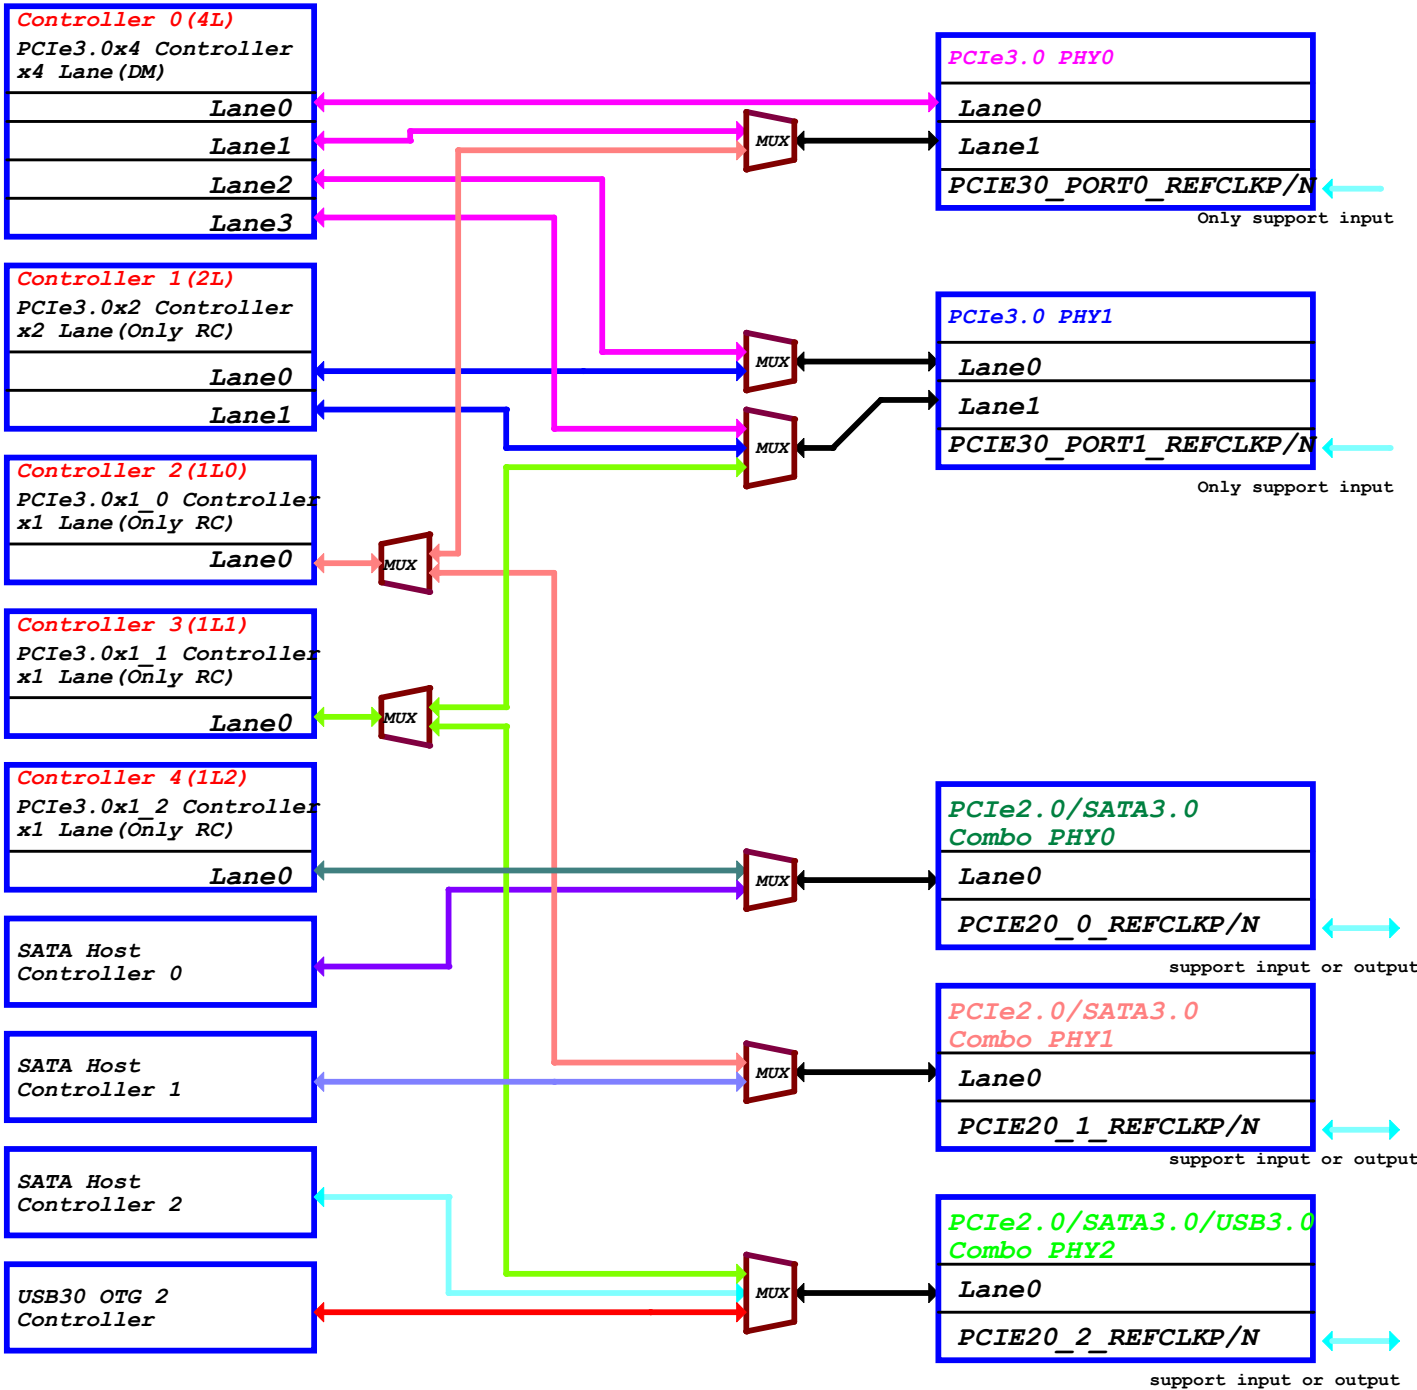 Controller 0(4L)
PCIe3.0x4 Controller
x4 Lane(DM)
Lane0
Lane1
Lane2
Lane3
Controller 1(2L)
PCIe3.0x2 Controller
x2 Lane(Only RC)
Lane0
Lane1
Controller 2(1L0)
PCIe3.0x1_0 Controller
x1 Lane(Only RC)
Lane0
Controller 3(1L1)
PCIe3.0x1_1 Controller
x1 Lane(Only RC)
Lane0
Controller 4(1L2)
PCIe3.0x1_2 Controller
x1 Lane(Only RC)
Lane0
SATA Host
Controller 0
SATA Host
Controller 1
SATA Host
Controller 2
USB30 OTG 2
Controller
MUX
MUX
MUX
MUX
MUX
MUX
MUX
MUX
PCIe3.0 PHY0
Lane0
Lane1
PCIE30_PORT0_REFCLKP/N
Only support input
PCIe3.0 PHY1
Lane0
Lane1
PCIE30_PORT1_REFCLKP/N
Only support input
PCIe2.0/SATA3.0
Combo PHY0
Lane0
PCIE20_0_REFCLKP/N
support input or output
PCIe2.0/SATA3.0
Combo PHY1
Lane0
PCIE20_1_REFCLKP/N
support input or output
PCIe2.0/SATA3.0/USB3.0
Combo PHY2
Lane0
PCIE20_2_REFCLKP/N
support input or output